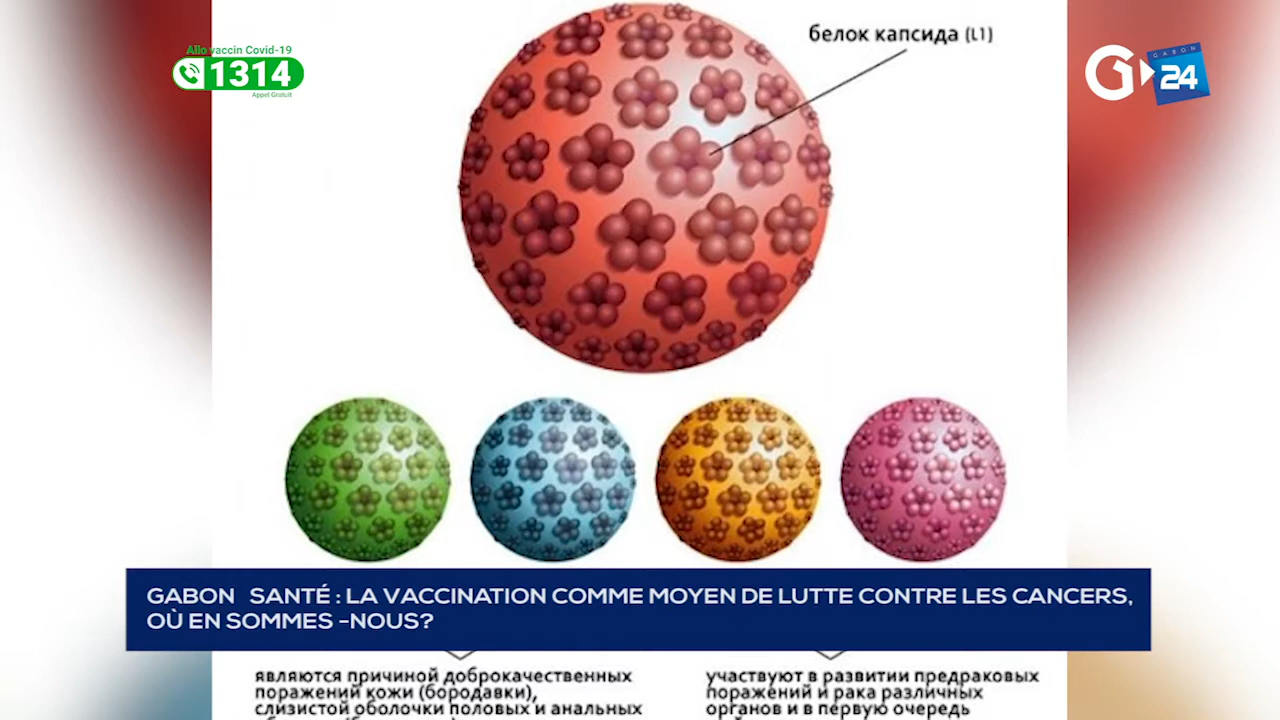 Allo vaccin Covid-19
1314
Appel Gratuit
белок капсида (L1)
GABON
24
GABON SANTÉ : LA VACCINATION COMME MOYEN DE LUTTE CONTRE LES CANCERS,
OÙ EN SOMMES -NOUS?
являются причиной доброкачественных
поражений кожи (бородавки),
слизистой оболочки половых и анальных
участвуют в развитии предраковых
поражений и рака различных
органов и в первую очередь